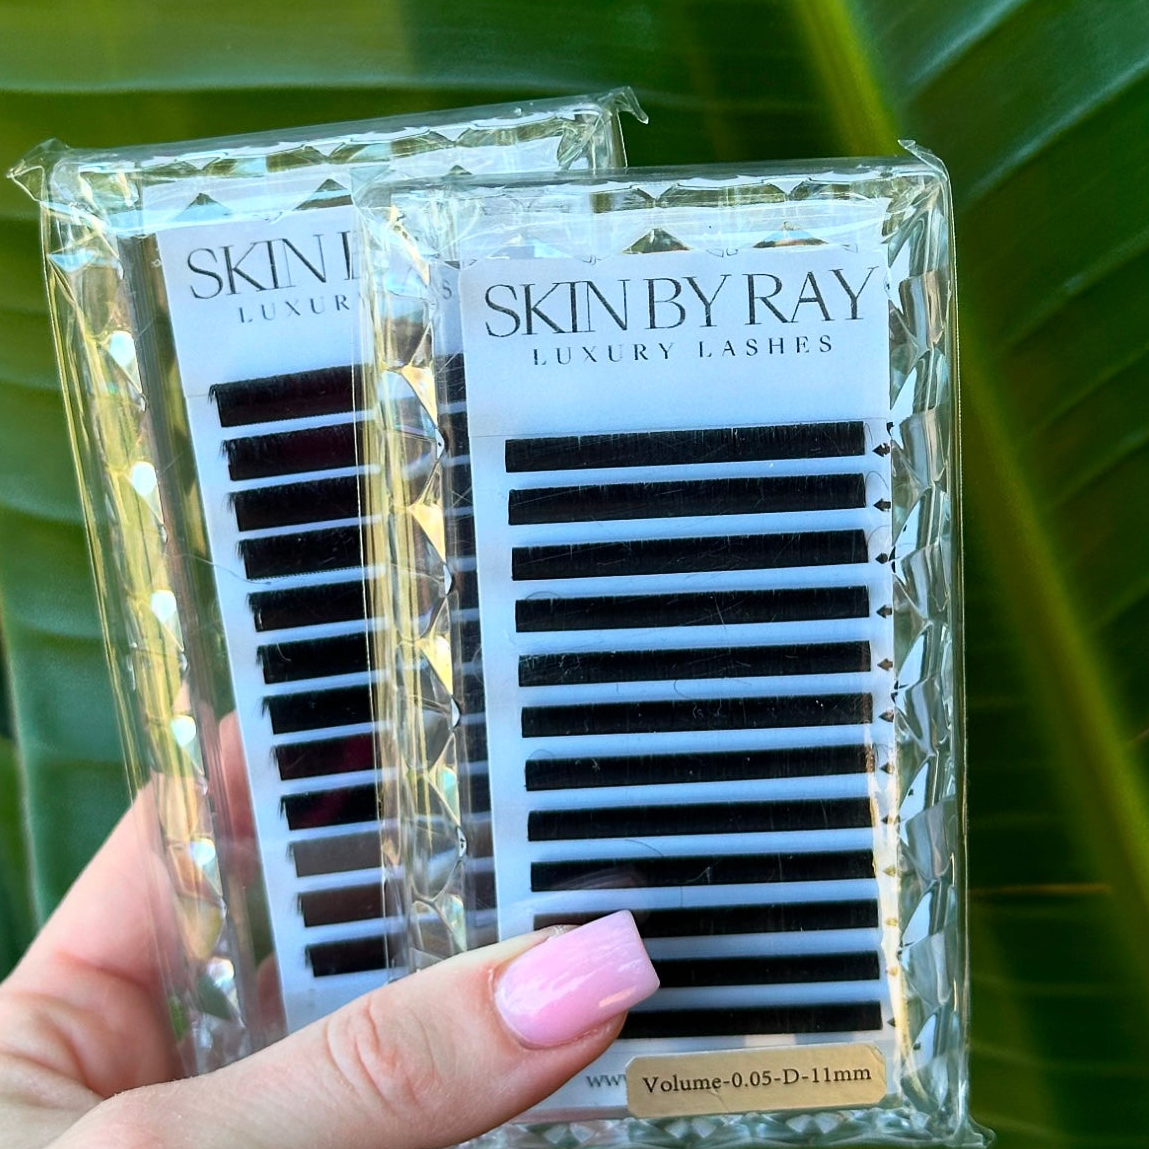 SKIN
LUXURY
SKIN BY RAY
LUXURY LASHES
Volume-0.05-D-11mm